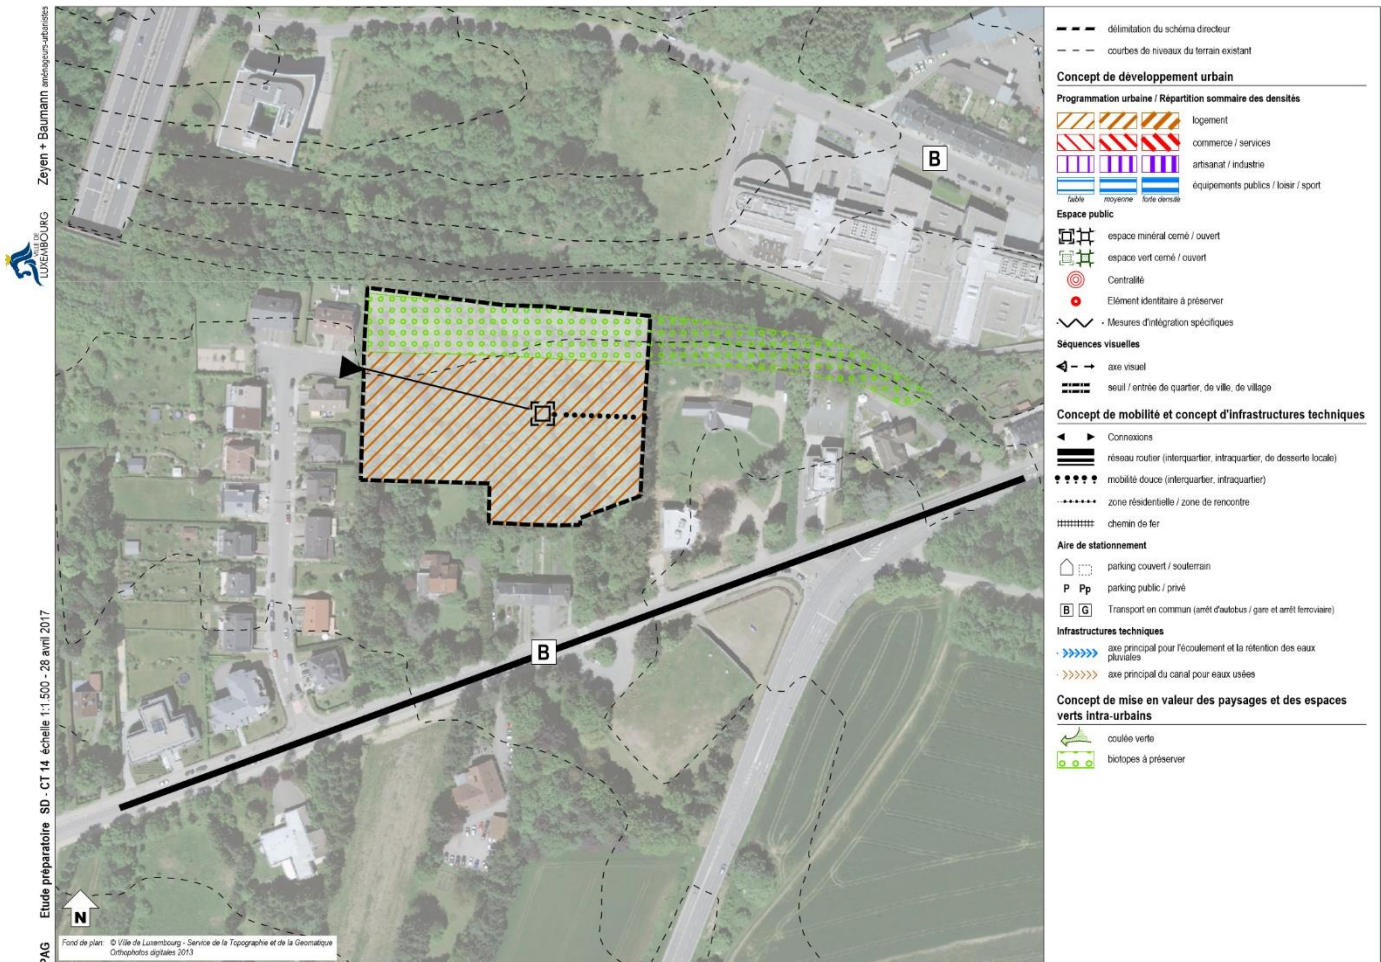 Zeyen + Baumann aménageurs-urbanistes
VILLE DE
LUXEMBOURG
PAG Etude préparatoire SD - CT 14 échelle 1:1.500 - 28 avril 2017
B
B
N
Fond de plan: © Ville de Luxembourg - Service de la Topographie et de la Geomatique
Orthophotos digitales 2013
délimitation du schéma directeur
courbes de niveaux du terrain existant
Concept de développement urbain
Programmation urbaine / Répartition sommaire des densités
logement
commerce / services
artisanat / industrie
équipements publics / loisir / sport
faible moyenne forte densité
Espace public
espace minéral cerné / ouvert
espace vert cerné / ouvert
Centralité
Elément identitaire à préserver
Mesures d'intégration spécifiques
Séquences visuelles
axe visuel
seuil / entrée de quartier, de ville, de village
Concept de mobilité et concept d'infrastructures techniques
Connexions
réseau routier (interquartier, intraquartier, de desserte locale)
mobilité douce (interquartier, intraquartier)
zone résidentielle / zone de rencontre
chemin de fer
Aire de stationnement
parking couvert / souterrain
P Pp parking public / privé
B G Transport en commun (arrêt d'autobus / gare et arrêt ferroviaire)
Infrastructures techniques
axe principal pour l'écoulement et la rétention des eaux
pluviales
axe principal du canal pour eaux usées
Concept de mise en valeur des paysages et des espaces
verts intra-urbains
coulée verte
biotopes à préserver